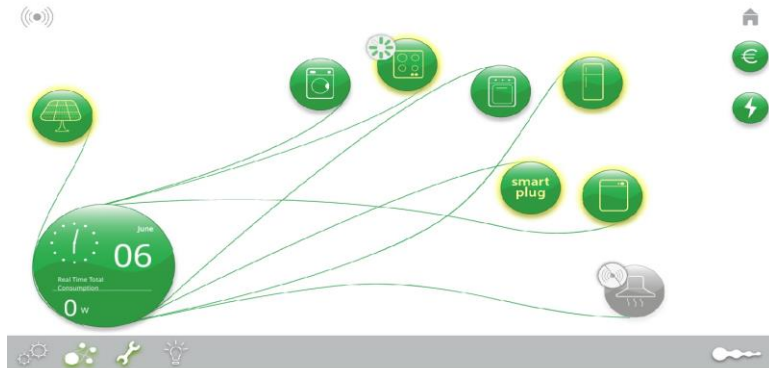 smart
plug
June
06
Real Time Total
Consumption
0 w
€